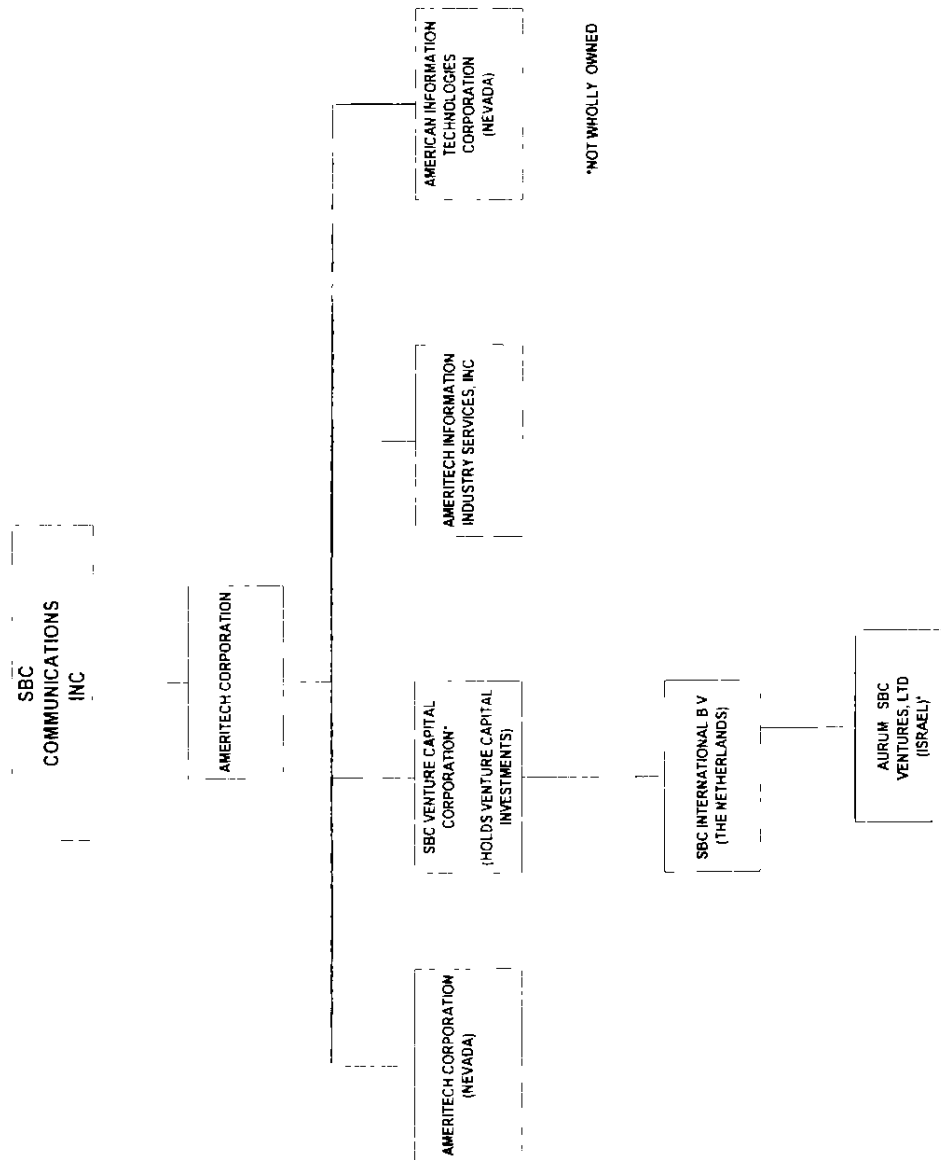 SBC
COMMUNICATIONS
INC
AMERITECH CORPORATION
AMERITECH CORPORATION
(NEVADA)
SBC VENTURE CAPITAL
CORPORATION*
(HOLDS VENTURE CAPITAL
INVESTMENTS)
AMERITECH INFORMATION
INDUSTRY SERVICES, INC
AMERICAN INFORMATION
TECHNOLOGIES
CORPORATION
(NEVADA)
SBC INTERNATIONAL B V
(THE NETHERLANDS)
AURUM SBC
VENTURES, LTD
(ISRAEL)*
*NOT WHOLLY OWNED